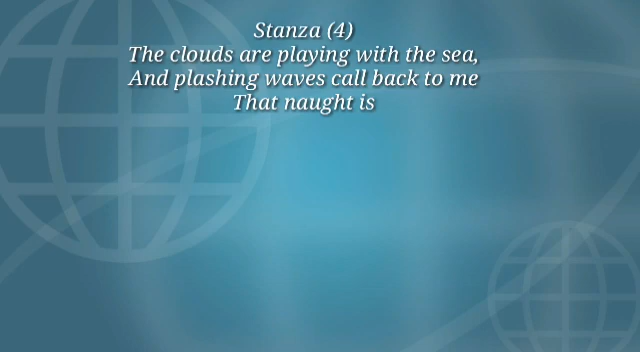 Stanza (4)
The clouds are playing with the sea,
And plashing waves call back to me
That naught is